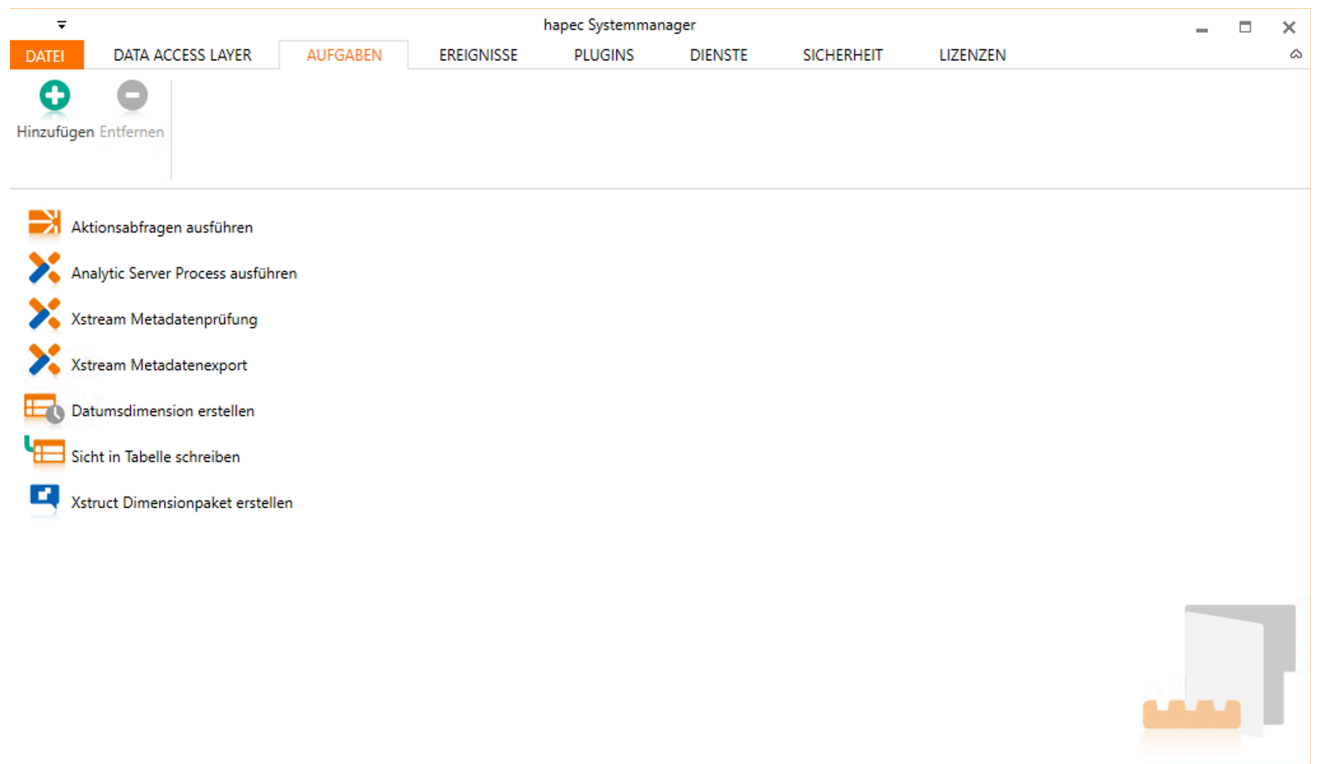 hapec Systemmanager
DATEI DATA ACCESS LAYER AUFGABEN EREIGNISSE PLUGINS DIENSTE SICHERHEIT LIZENZEN
Hinzufügen Entfernen
Aktionsabfragen ausführen
Analytic Server Process ausführen
Xstream Metadatenprüfung
Xstream Metadatenexport
Datumsdimension erstellen
Sicht in Tabelle schreiben
Xstruct Dimensionpaket erstellen